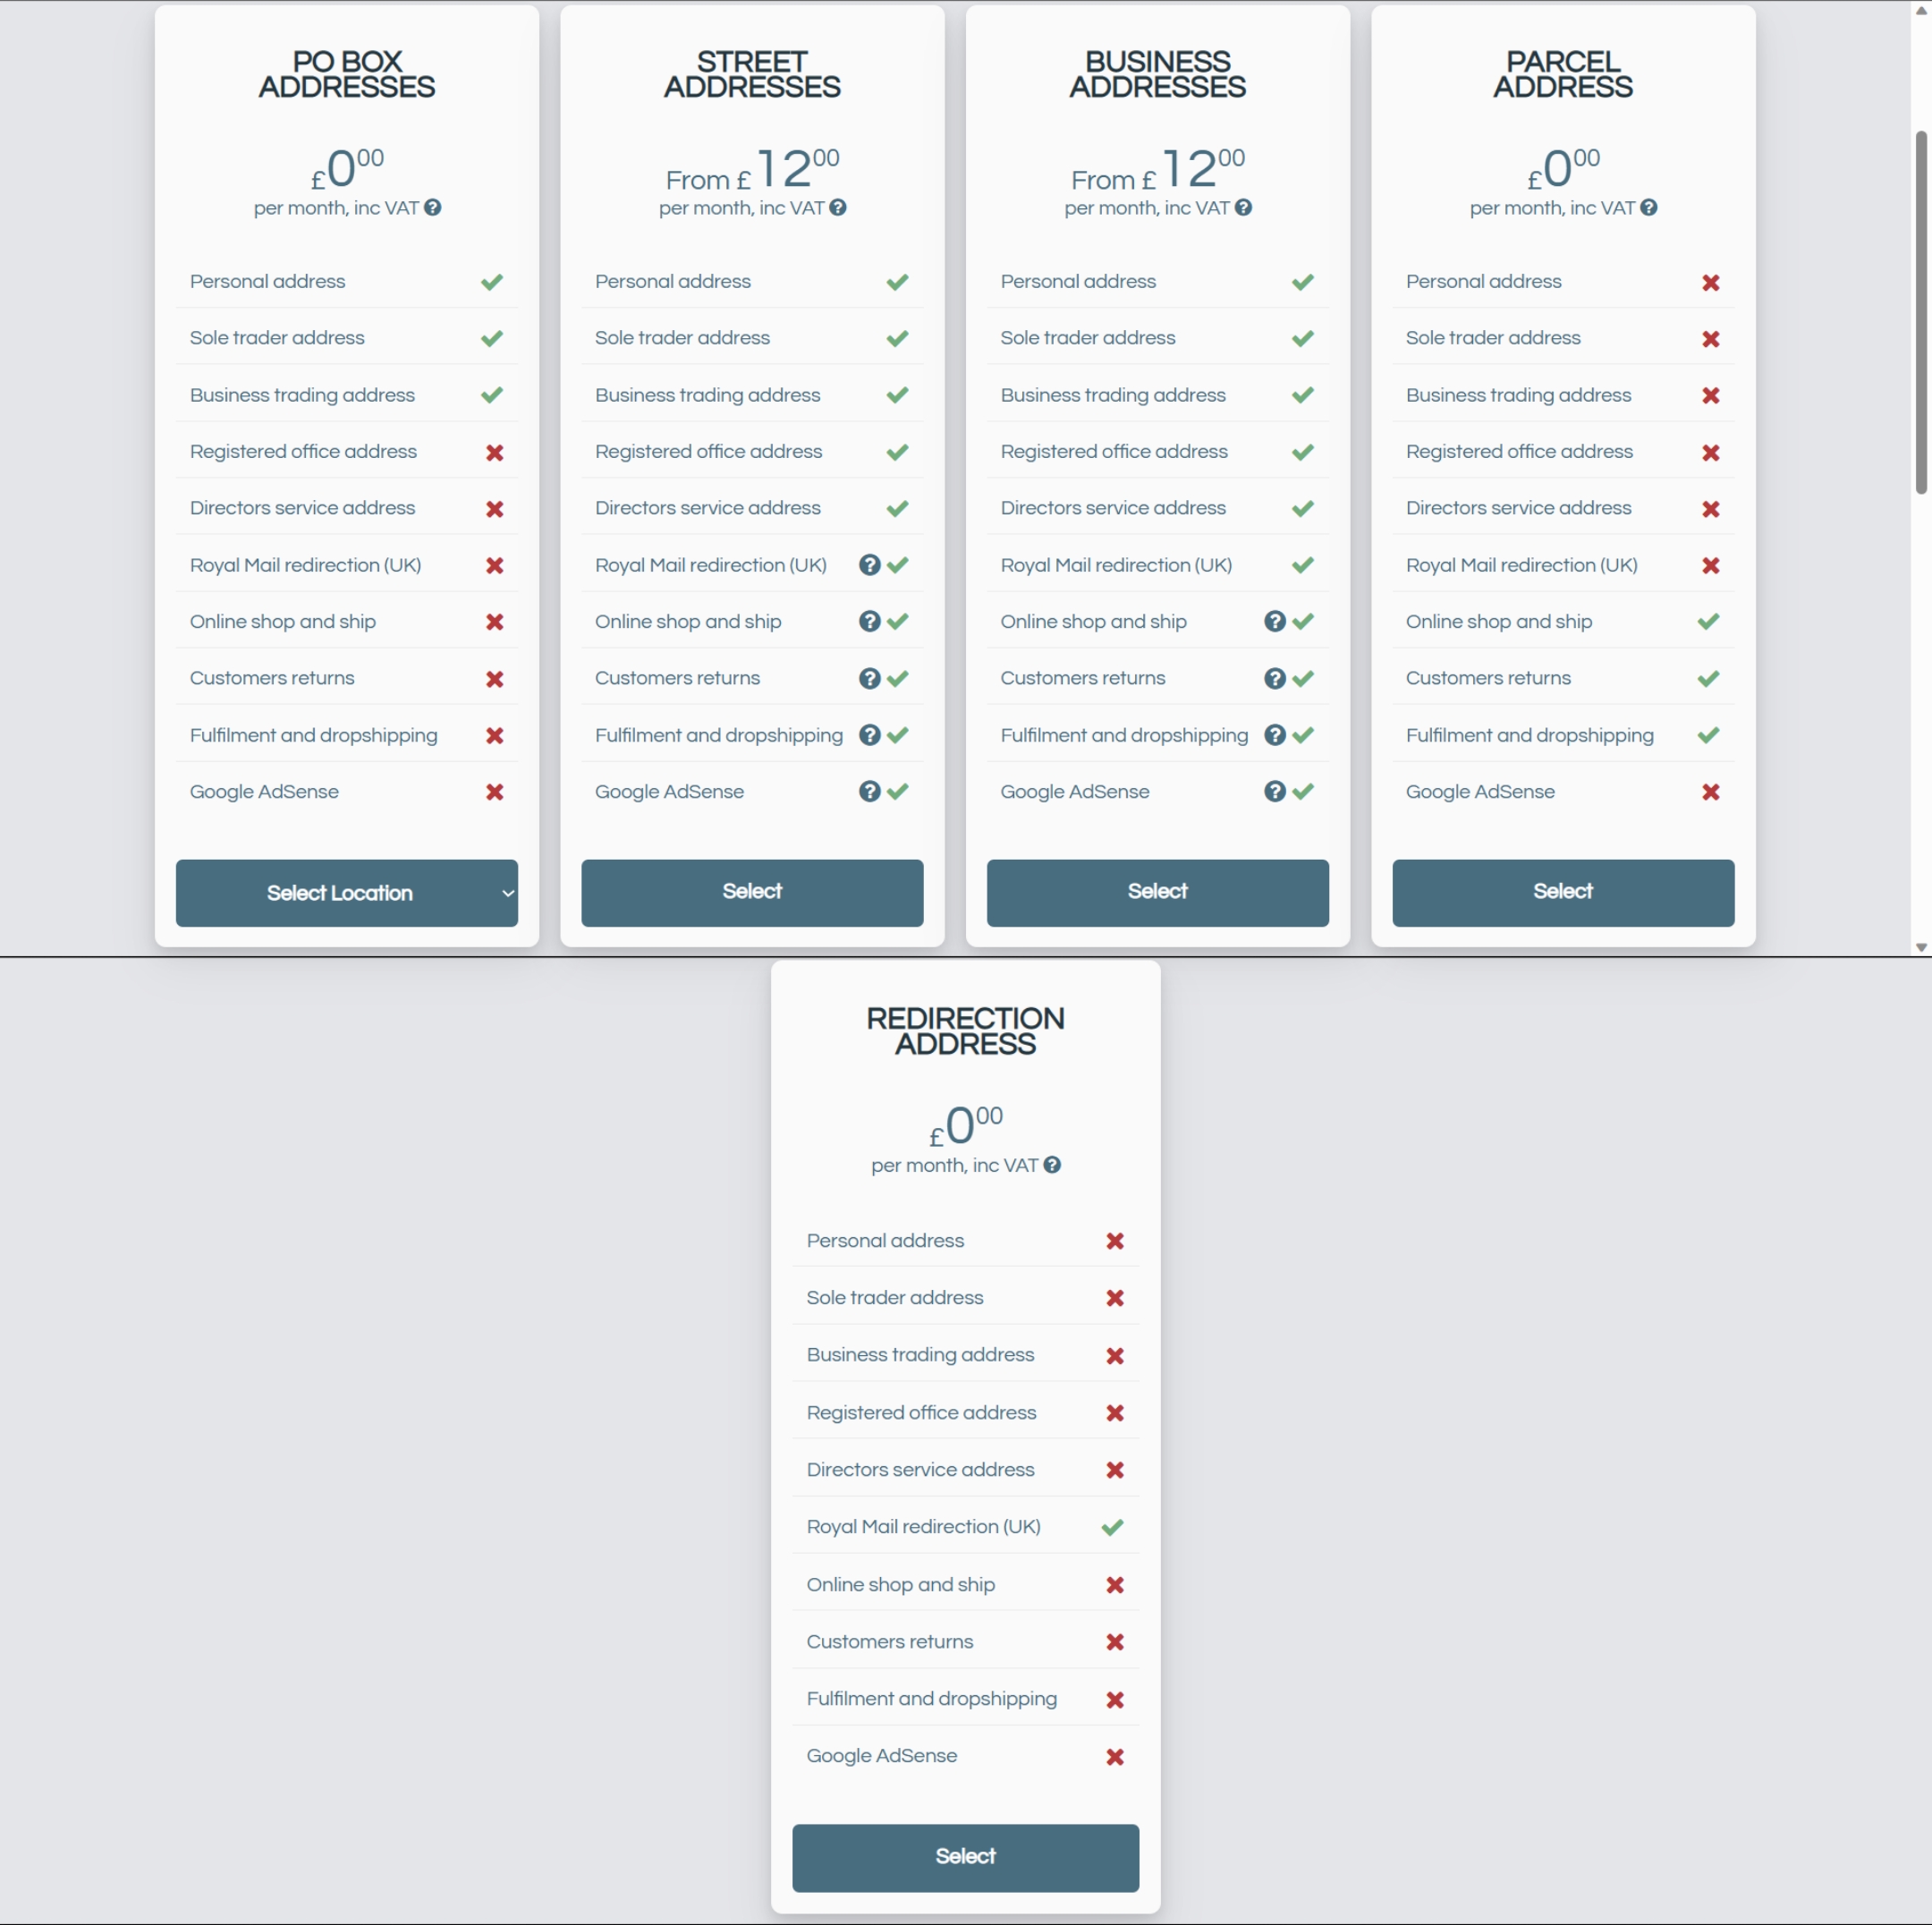 PO BOX
ADDRESSES
£0 00
per month, inc VAT ?
Personal address
Sole trader address
Business trading address
Registered office address
Directors service address
Royal Mail redirection (UK)
Online shop and ship
Customers returns
Fulfilment and dropshipping
Google AdSense
Select Location
STREET
ADDRESSES
From £ 12 00
per month, inc VAT ?
Personal address
Sole trader address
Business trading address
Registered office address
Directors service address
Royal Mail redirection (UK) ?
Online shop and ship ?
Customers returns ?
Fulfilment and dropshipping ?
Google AdSense ?
Select
BUSINESS
ADDRESSES
From £ 12 00
per month, inc VAT ?
Personal address
Sole trader address
Business trading address
Registered office address
Directors service address
Royal Mail redirection (UK)
Online shop and ship ?
Customers returns ?
Fulfilment and dropshipping ?
Google AdSense ?
Select
PARCEL
ADDRESS
£0 00
per month, inc VAT ?
Personal address
Sole trader address
Business trading address
Registered office address
Directors service address
Royal Mail redirection (UK)
Online shop and ship
Customers returns
Fulfilment and dropshipping
Google AdSense
Select
REDIRECTION
ADDRESS
£0 00
per month, inc VAT ?
Personal address
Sole trader address
Business trading address
Registered office address
Directors service address
Royal Mail redirection (UK)
Online shop and ship
Customers returns
Fulfilment and dropshipping
Google AdSense
Select